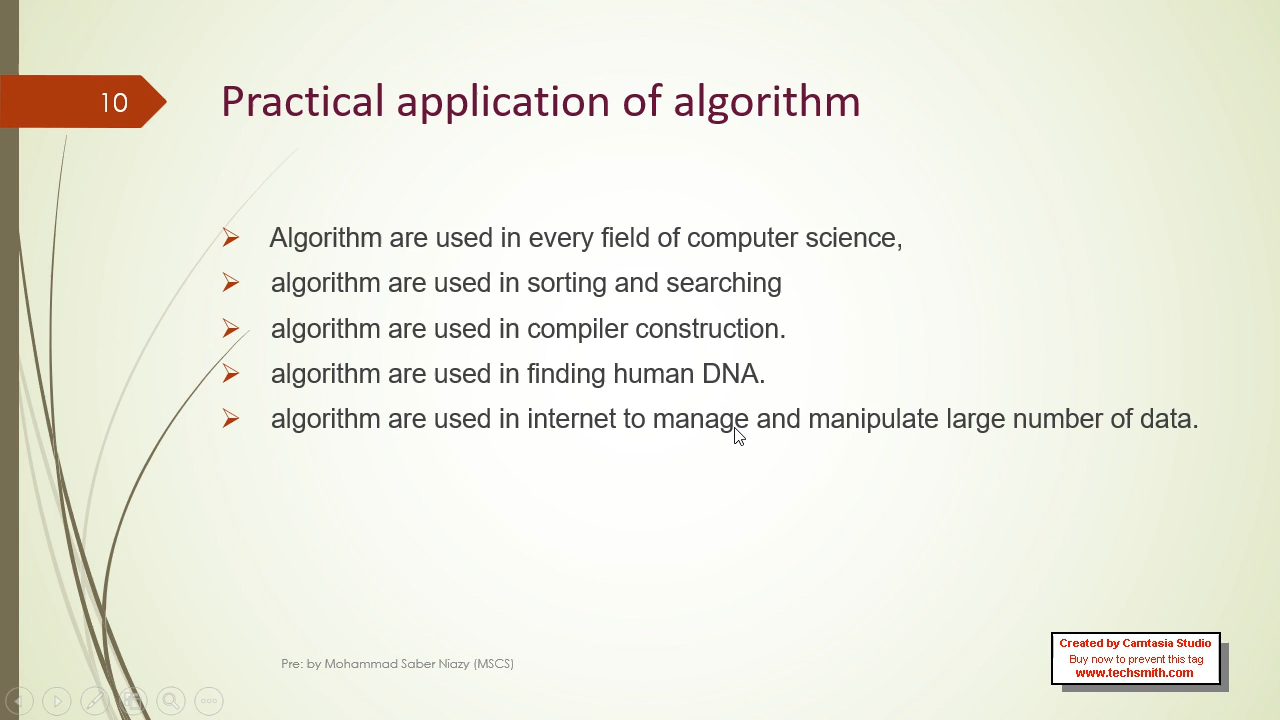 10
Practical application of algorithm
Algorithm are used in every field of computer science,
algorithm are used in sorting and searching
algorithm are used in compiler construction.
algorithm are used in finding human DNA.
algorithm are used in internet to manage and manipulate large number of data.
Pre: by Mohammad Saber Niazy (MSCS)
Created by Camtasia Studio
Buy now to prevent this tag
www.techsmith.com